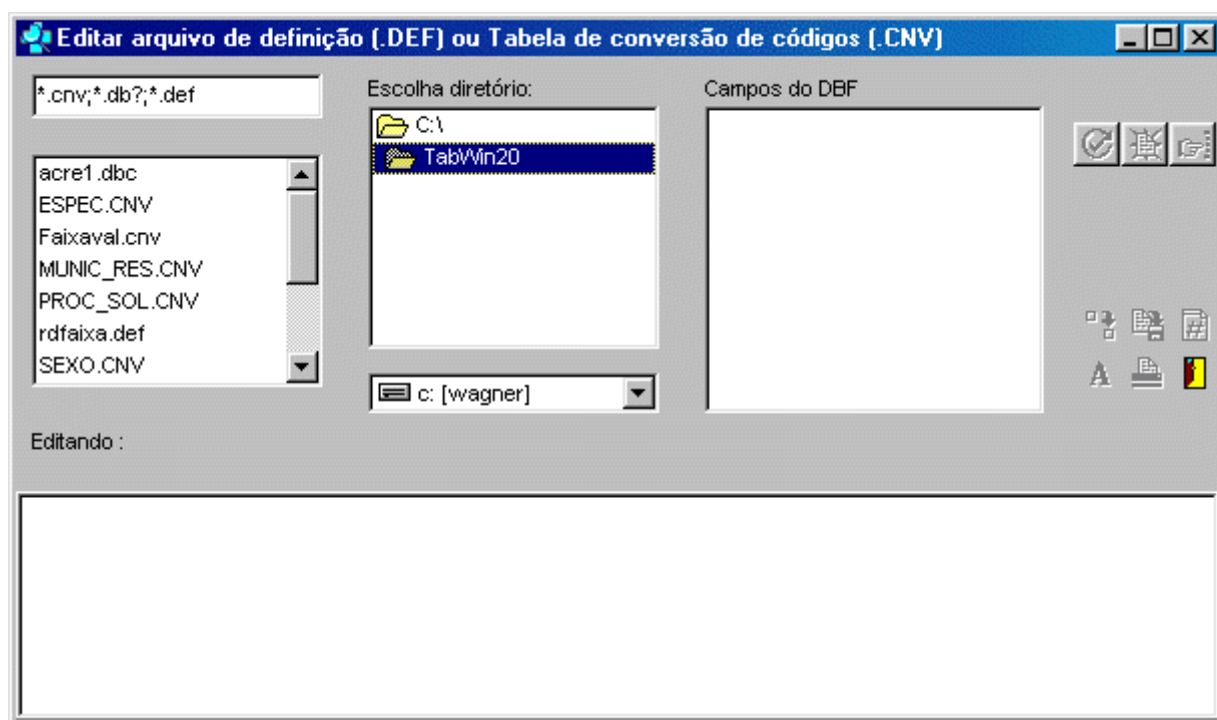 Editar arquivo de definição (.DEF) ou Tabela de conversão de códigos (.CNV)
*.cnv;*.db?;*.def
Escolha diretório:
Campos do DBF
C:\
TabWin20
acre1.dbc
ESPEC.CNV
Faixaval.cnv
MUNIC_RES.CNV
PROC_SOL.CNV
rdfaixa.def
SEXO.CNV
c: [wagner]
A
#
Editando :